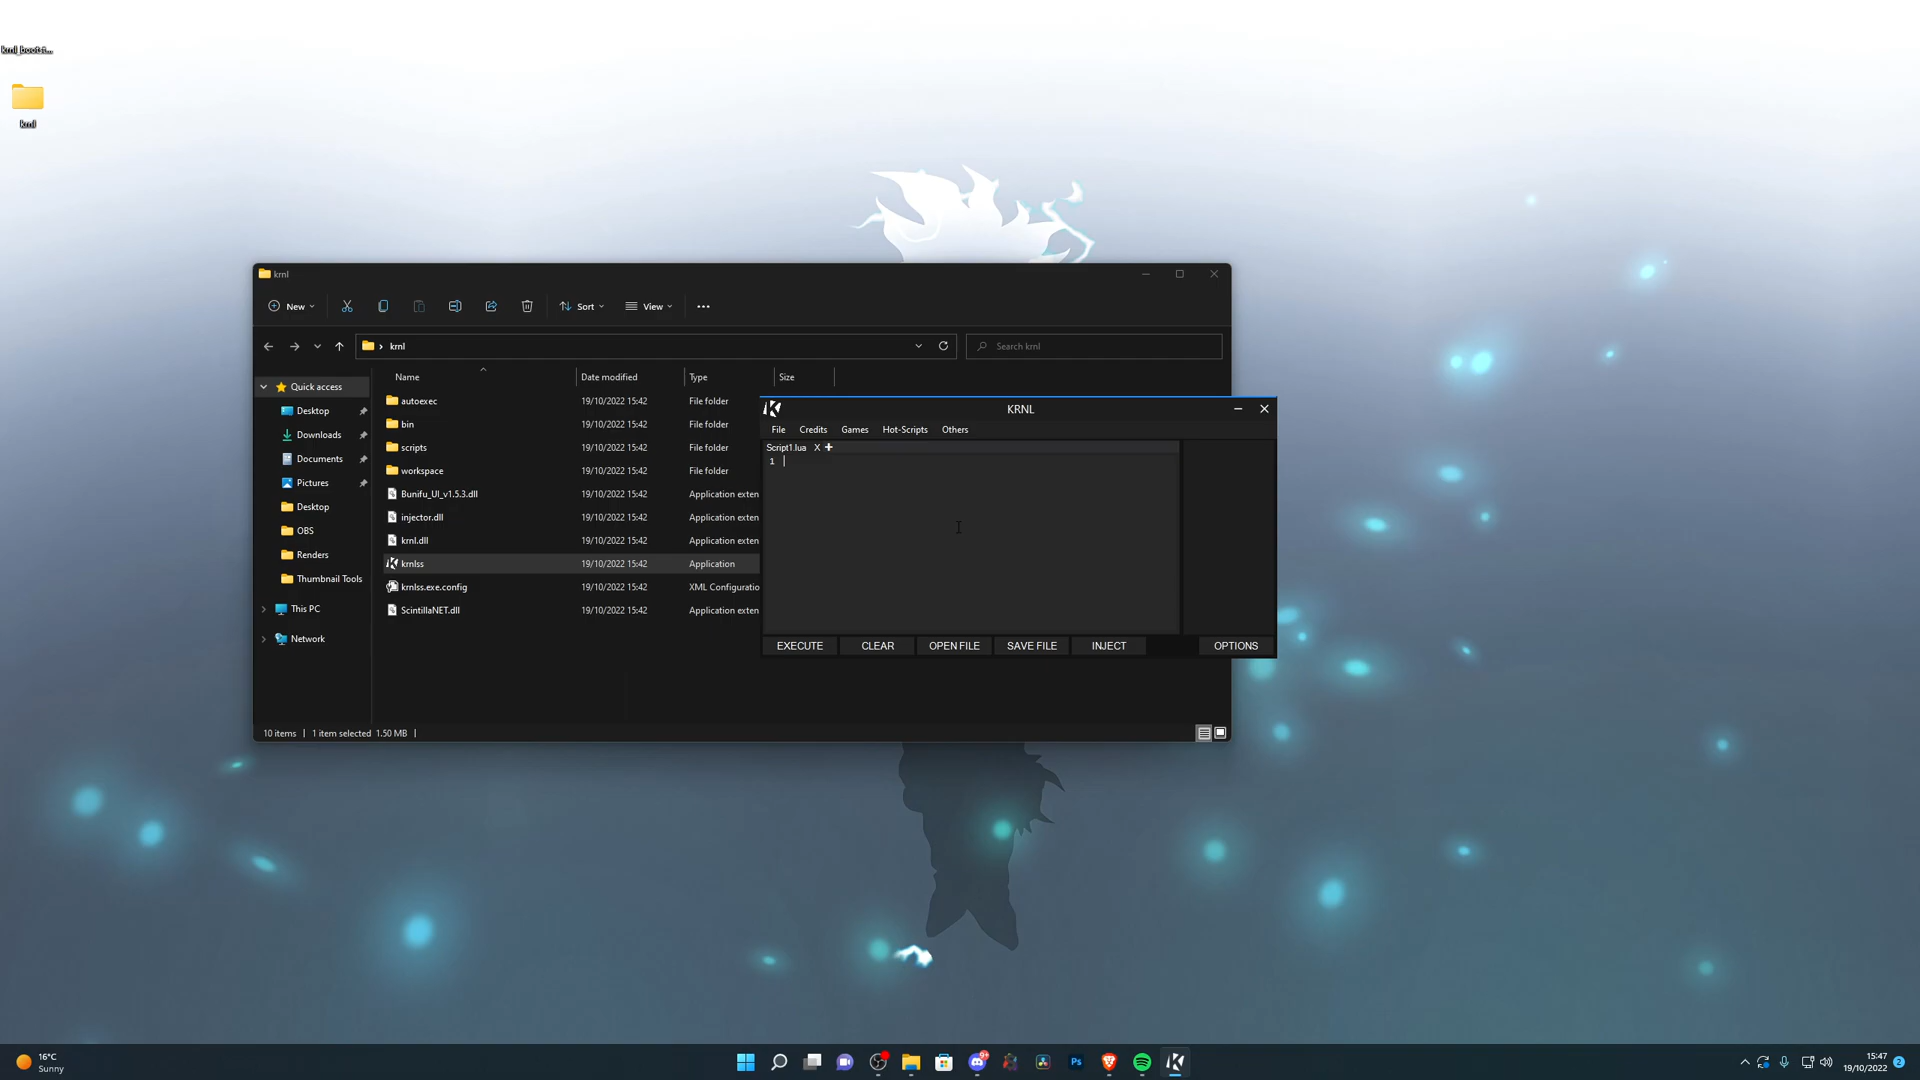 krnl_bootst...
krnl
krnl
New
Sort
View
krnl
Search krnl
Name
Date modified
Type
Size
Quick access
Desktop
Downloads
Documents
Pictures
Desktop
OBS
Renders
Thumbnail Tools
This PC
Network
autoexec 19/10/2022 15:42 File folder
bin 19/10/2022 15:42 File folder
scripts 19/10/2022 15:42 File folder
workspace 19/10/2022 15:42 File folder
Bunifu_UI_v1.5.3.dll 19/10/2022 15:42 Application exten
injector.dll 19/10/2022 15:42 Application exten
krnl.dll 19/10/2022 15:42 Application exten
krnlss 19/10/2022 15:42 Application
krnlss.exe.config 19/10/2022 15:42 XML Configuratio
ScintillaNET.dll 19/10/2022 15:42 Application exten
10 items
1 item selected 1.50 MB
KRNL
File Credits Games Hot-Scripts Others
Script1.lua X
1
EXECUTE CLEAR OPEN FILE SAVE FILE INJECT OPTIONS
16°C
Sunny
9+
Ps
15:47
19/10/2022
2